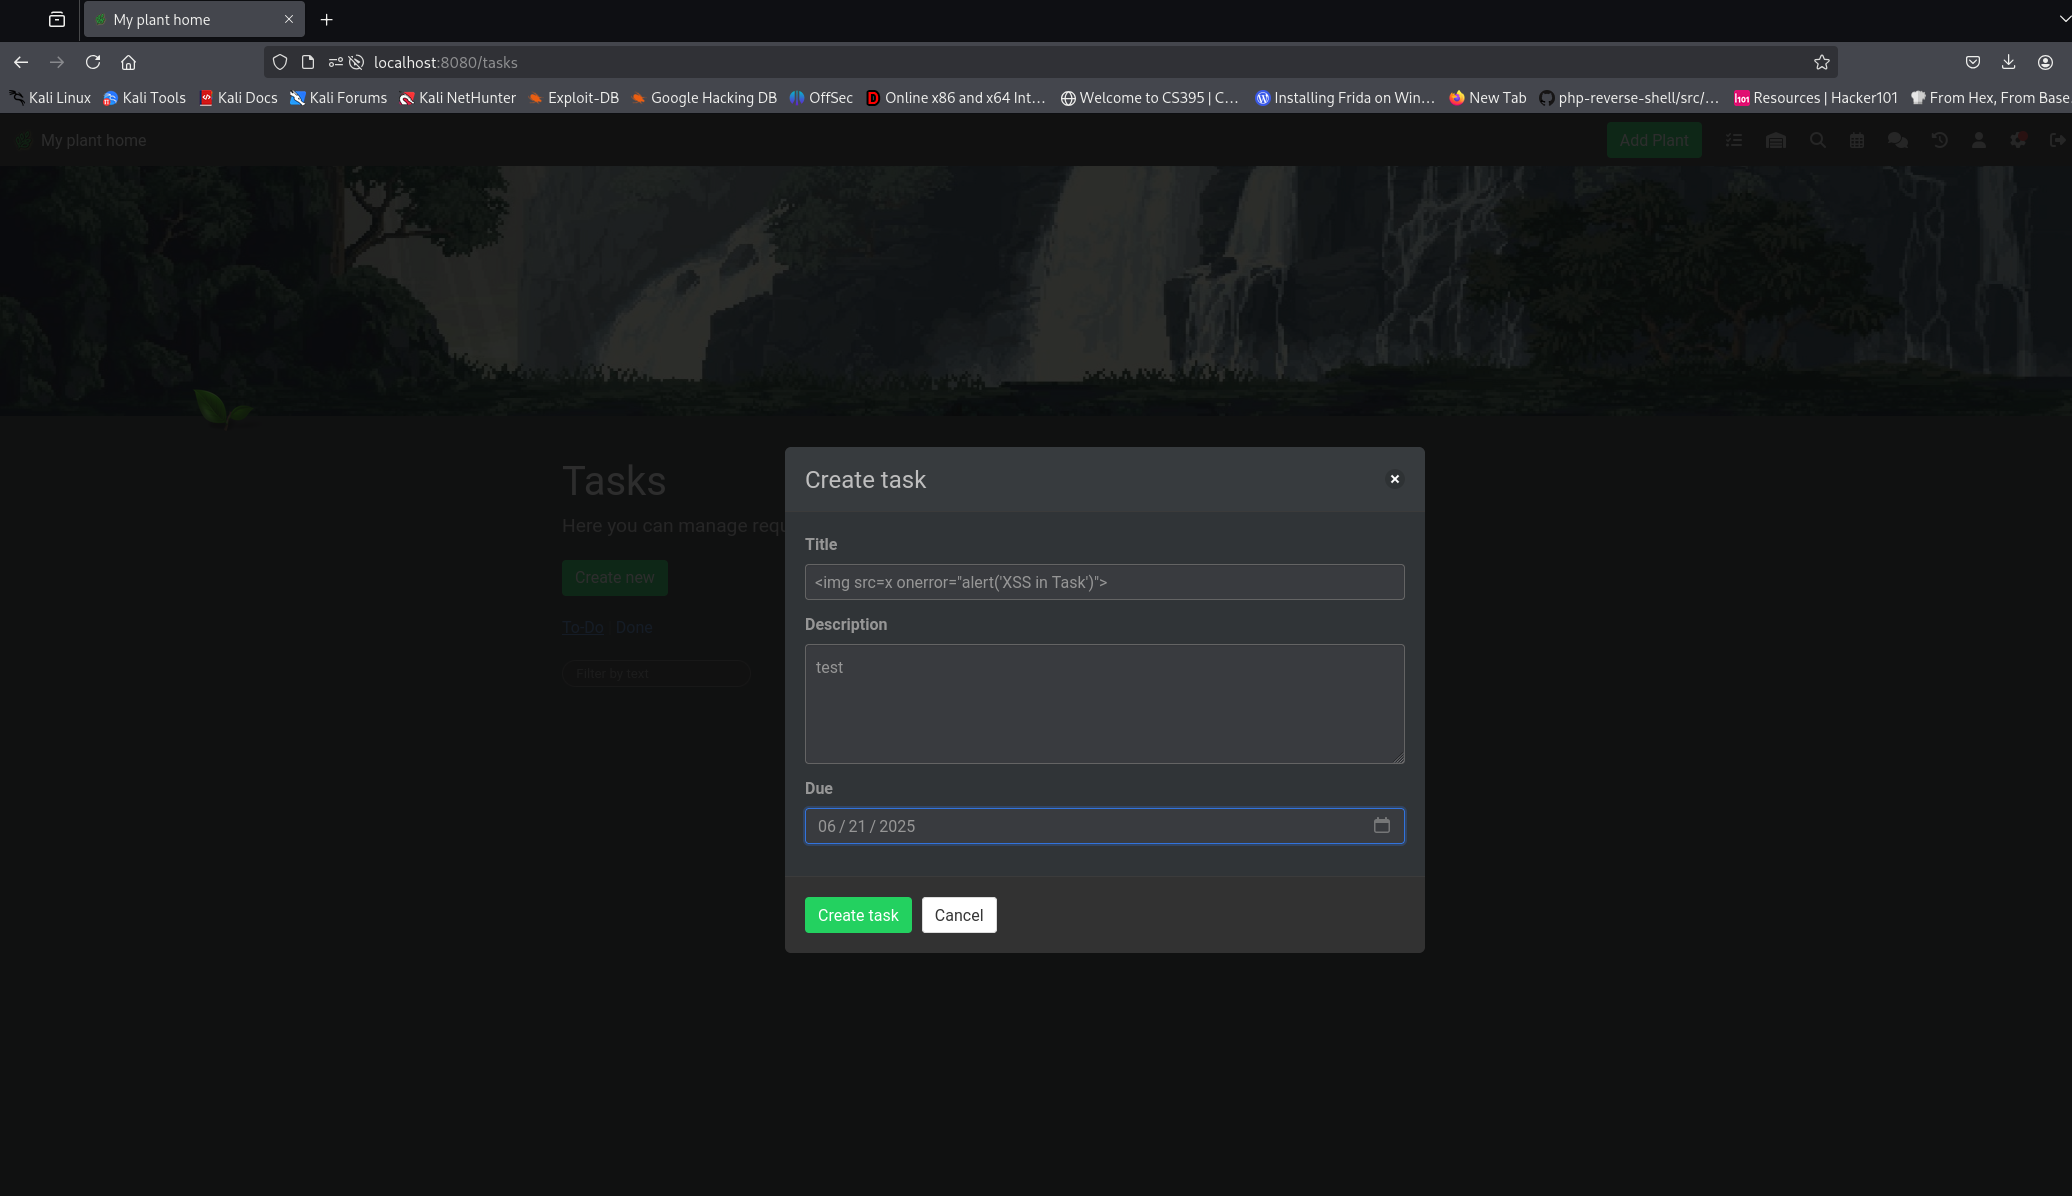 My plant home
localhost:8080/tasks
Kali Linux Kali Tools Kali Docs Kali Forums Kali NetHunter Exploit-DB Google Hacking DB OffSec Online x86 and x64 Int… Welcome to CS395 | C… Installing Frida on Win… New Tab php-reverse-shell/src/… Resources | Hacker101 From Hex, From Base
My plant home Add Plant
Tasks
Here you can manage requ
Create new
To-Do · Done
Filter by text
Create task
Title
<img src=x onerror="alert('XSS in Task')">
Description
test
Due
06 / 21 / 2025
Create task Cancel